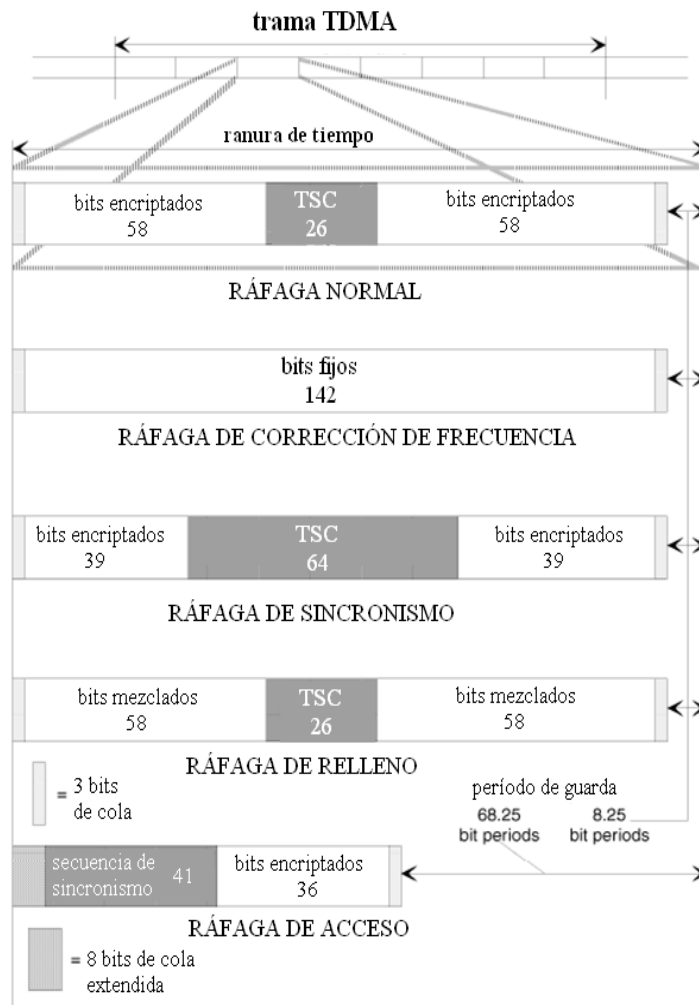 trama TDMA
ranura de tiempo
bits encriptados
58
TSC
26
bits encriptados
58
RÁFAGA NORMAL
bits fijos
142
RÁFAGA DE CORRECCIÓN DE FRECUENCIA
bits encriptados
39
TSC
64
bits encriptados
39
RÁFAGA DE SINCRONISMO
bits mezclados
58
TSC
26
bits mezclados
58
RÁFAGA DE RELLENO
= 3 bits
de cola
período de guarda
68.25
bit periods
8.25
bit periods
secuencia de
sincronismo 41
bits encriptados
36
RÁFAGA DE ACCESO
= 8 bits de cola
extendida